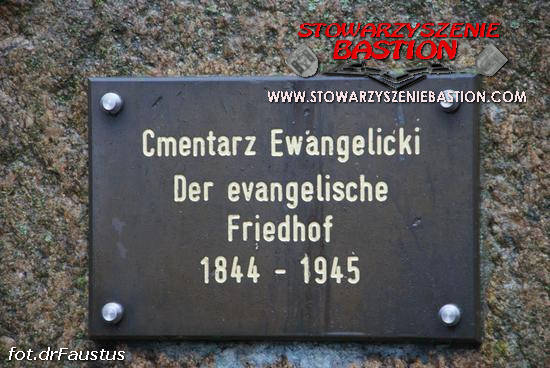 STOWARZYSZENIE
BASTION
WWW.STOWARZYSZENIEBASTION.COM
Cmentarz Ewangelicki
Der evangelische
Friedhof
1844 - 1945
fot.drFaustus